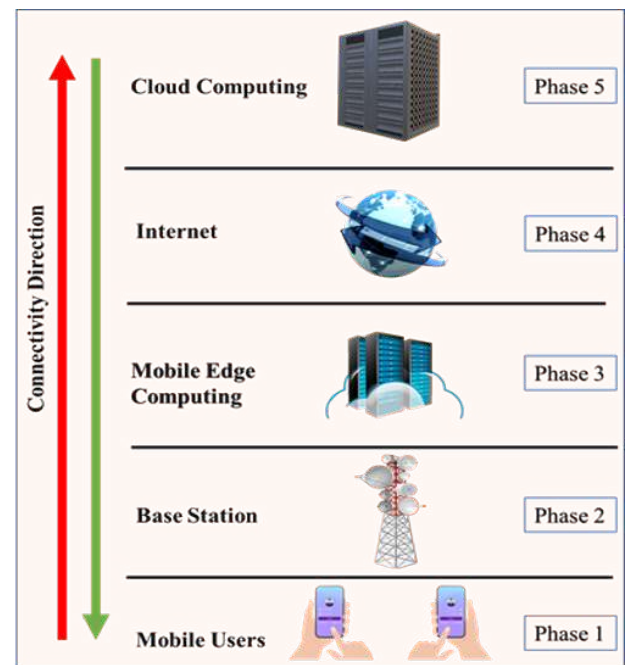 Cloud Computing
Phase 5
Internet
Phase 4
Connectivity Direction
Mobile Edge
Computing
Phase 3
Base Station
Phase 2
Mobile Users
Phase 1